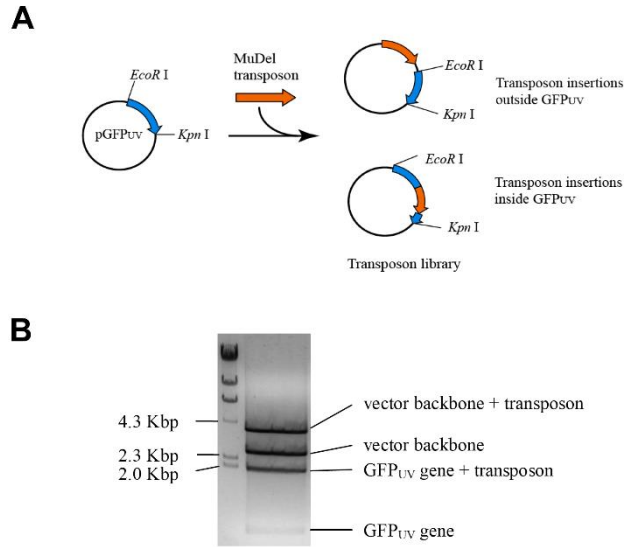 A
EcoR I
pGFPUV
Kpn I
MuDel
transposon
EcoR I
Kpn I
Transposon insertions
outside GFPUV
EcoR I
Kpn I
Transposon insertions
inside GFPUV
Transposon library
B
4.3 Kbp
2.3 Kbp
2.0 Kbp
vector backbone + transposon
vector backbone
GFPUV gene + transposon
GFPUV gene